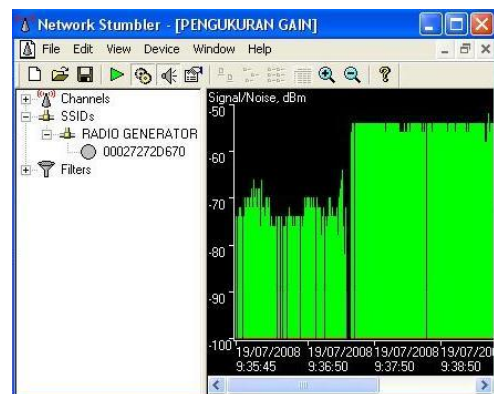 Network Stumbler - [PENGUKURAN GAIN]
File Edit View Device Window Help
Channels
SSIDs
RADIO GENERATOR
00027272D670
Filters
Signal/Noise, dBm
-50
-60
-70
-80
-90
-100
19/07/2008 19/07/2008 19/07/2008 19/07/20
9:35:45 9:36:50 9:37:50 9:38:50